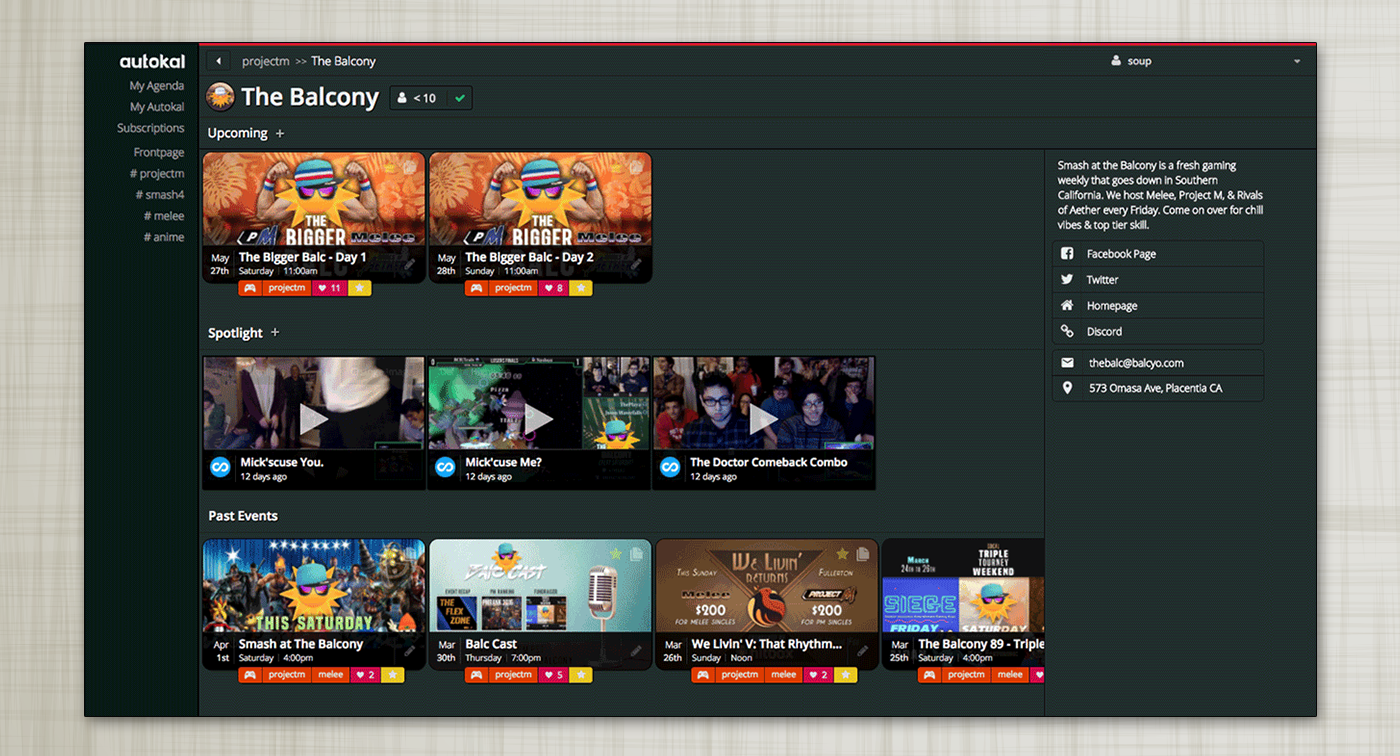 autokal
My Agenda
My Autokal
Subscriptions
Frontpage
# projectm
# smash4
# melee
# anime
projectm >> The Balcony
soup
The Balcony
< 10
Upcoming +
THE
BIGGER
PM
Melee
May
27th
The Bigger Balc - Day 1
Saturday | 11:00am
projectm
11
THE
BIGGER
PM
Melee
May
28th
The Bigger Balc - Day 2
Sunday | 11:00am
projectm
8
Spotlight +
Mick'scuse You.
12 days ago
Mick'cuse Me?
12 days ago
The Doctor Comeback Combo
12 days ago
Past Events
THIS SATURDAY
Apr
1st
Smash at The Balcony
Saturday | 4:00pm
projectm
melee
2
BALC CAST
EVENT RECAP
PM RANKING
FUNDRAISER
THE
FLEX
ZONE
Mar
30th
Balc Cast
Thursday | 7:00pm
projectm
5
WE LIVIN'
RETURNS
THIS SUNDAY
FULLERTON
Melee
$200
FOR MELEE SINGLES
PROJECT M
$200
FOR PM SINGLES
Mar
26th
We Livin' V: That Rhythm...
Sunday | Noon
projectm
melee
2
MARCH
24TH TO 26TH
SOCAL
TRIPLE
TOURNEY
WEEKEND
SIEGE
FRIDAY
SATURDAY
Mar
25th
The Balcony 89 - Triple
Saturday | 4:00pm
projectm
melee
Smash at the Balcony is a fresh gaming
weekly that goes down in Southern
California. We host Melee, Project M, & Rivals
of Aether every Friday. Come on over for chill
vibes & top tier skill.
Facebook Page
Twitter
Homepage
Discord
thebalc@balcyo.com
573 Omasa Ave, Placentia CA